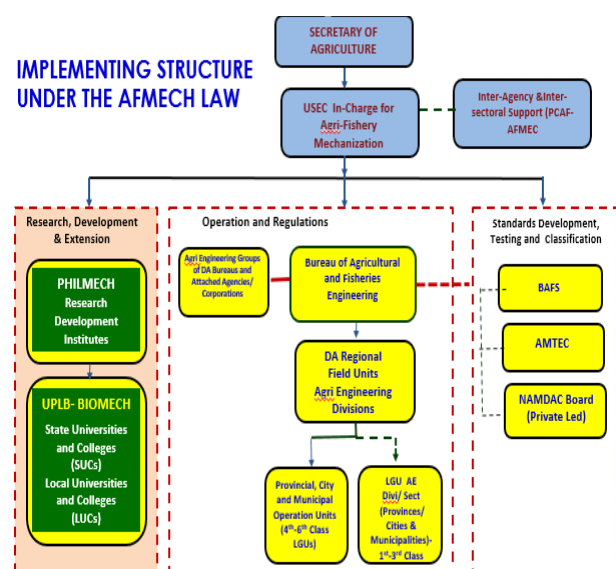 IMPLEMENTING STRUCTURE
UNDER THE AFMECH LAW
SECRETARY OF
AGRICULTURE
USEC In-Charge for
Agri-Fishery
Mechanization
Inter-Agency &Inter-
sectoral Support (PCAF-
AFMEC
Research, Development
& Extension
PHILMECH
Research
Development
Institutes
UPLB- BIOMECH
State Universities
and Colleges
(SUCs)
Local Universities
and Colleges
(LUCs)
Operation and Regulations
Agri Engineering Groups
of DA Bureaus and
Attached Agencies/
Corporations
Bureau of Agricultural
and Fisheries
Engineering
DA Regional
Field Units
Agri Engineering
Divisions
Provincial, City
and Municipal
Operation Units
(4th-6th Class
LGUs)
LGU AE
Divi/ Sect
(Provinces/
Cities &
Municipalities)-
1st-3rd Class
Standards Development,
Testing and Classification
BAFS
AMTEC
NAMDAC Board
(Private Led)